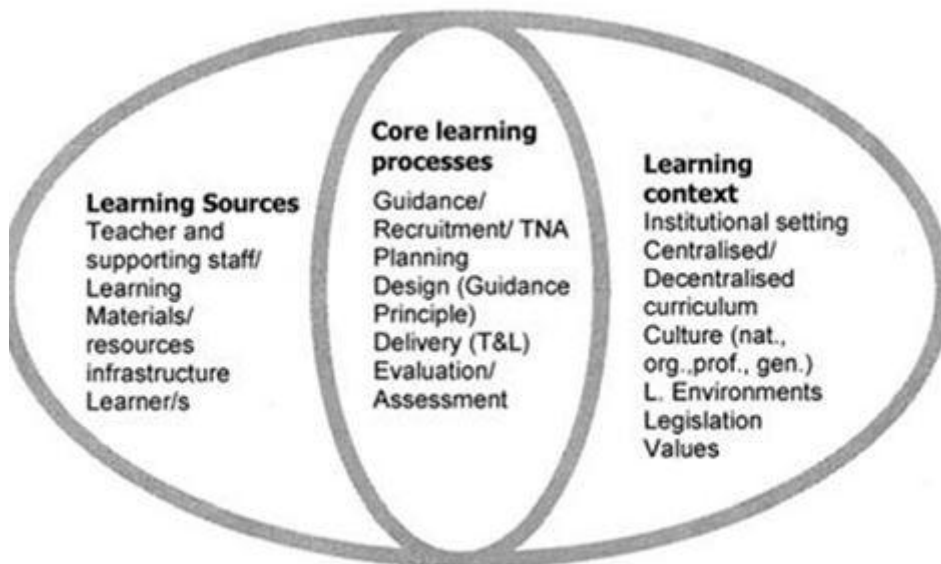 Learning Sources
Teacher and
supporting staff/
Learning
Materials/
resources
infrastructure
Learner/s
Core learning
processes
Guidance/
Recruitment/ TNA
Planning
Design (Guidance
Principle)
Delivery (T&L)
Evaluation/
Assessment
Learning
context
Institutional setting
Centralised/
Decentralised
curriculum
Culture (nat.,
org.,prof., gen.)
L. Environments
Legislation
Values